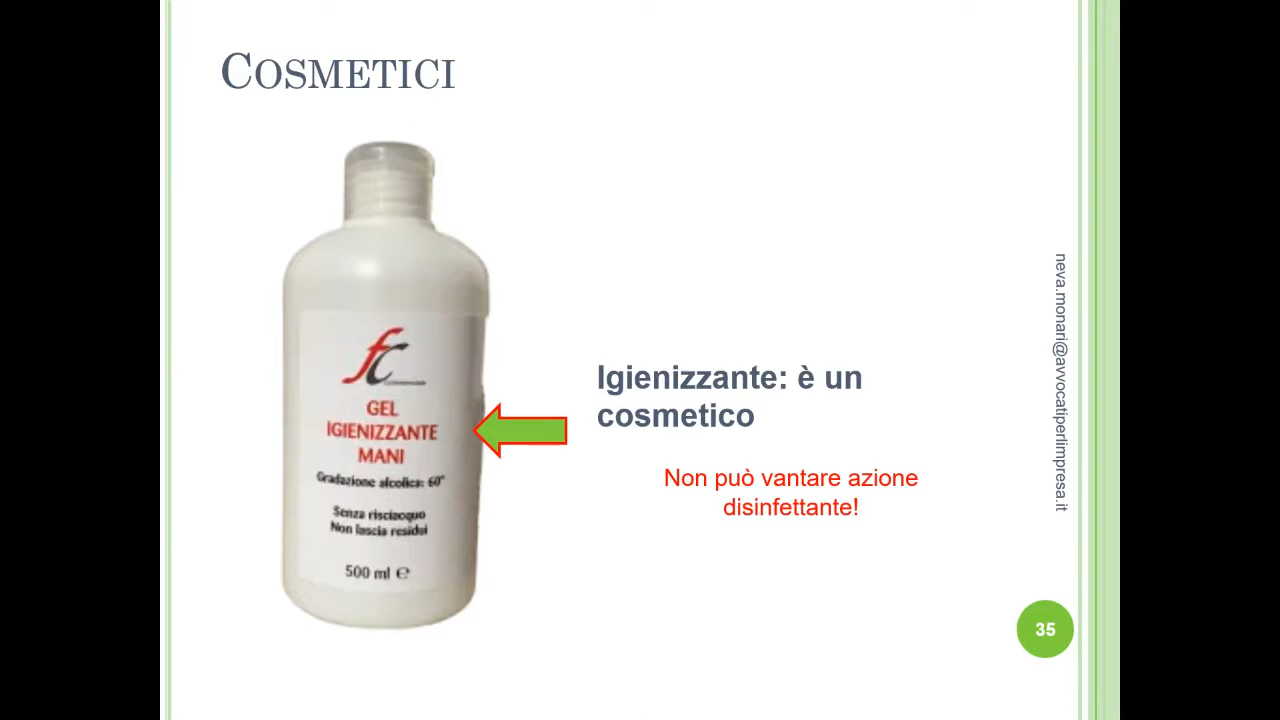 COSMETICI
fc
GEL
IGIENIZZANTE
MANI
Gradazione alcolica: 60°
Senza risciacquo
Non lascia residui
500 ml ℮
Igienizzante: è un
cosmetico
Non può vantare azione
disinfettante!
neva.monari@avvocatiperlimpresa.it
35